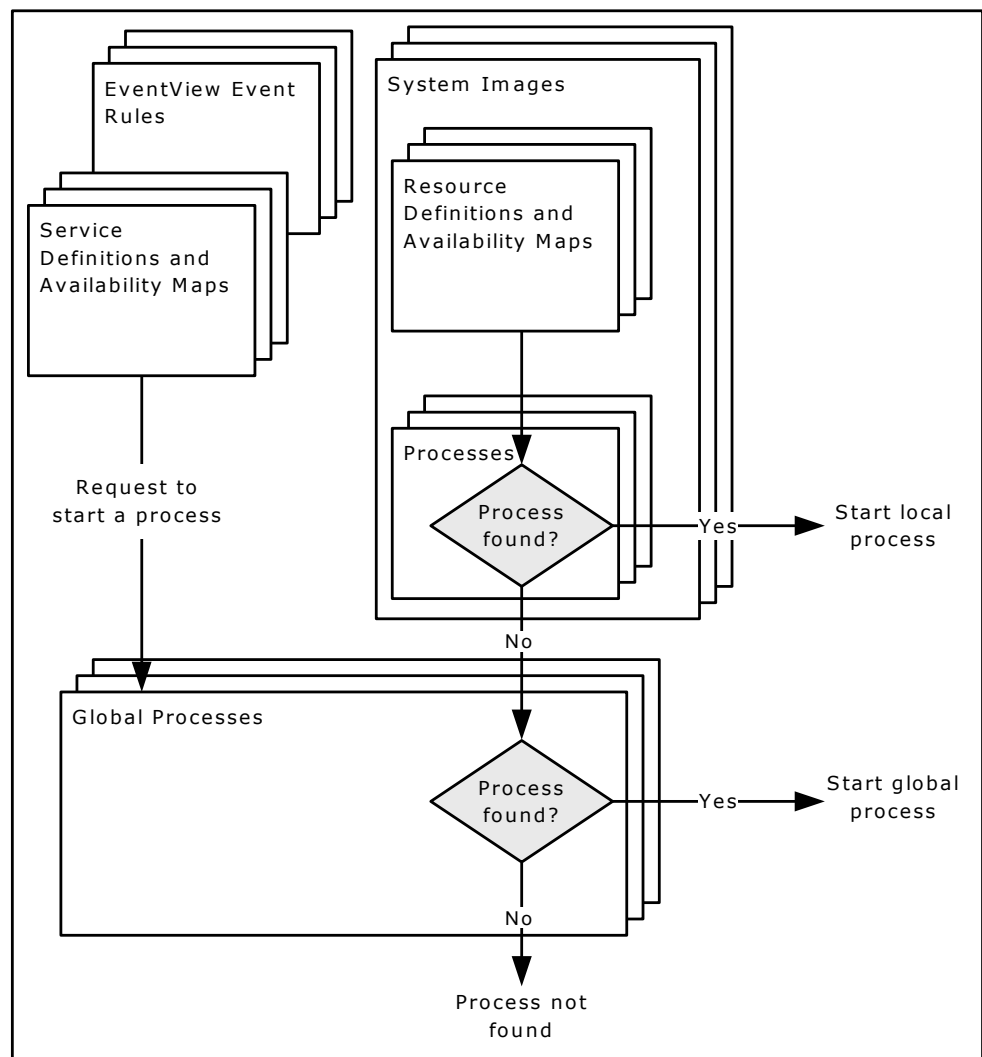 EventView Event
Rules
Service
Definitions and
Availability Maps
System Images
Resource
Definitions and
Availability Maps
Processes
Process
found?
Yes
Start local
process
Request to
start a process
No
Global Processes
Process
found?
Yes
Start global
process
No
Process not
found